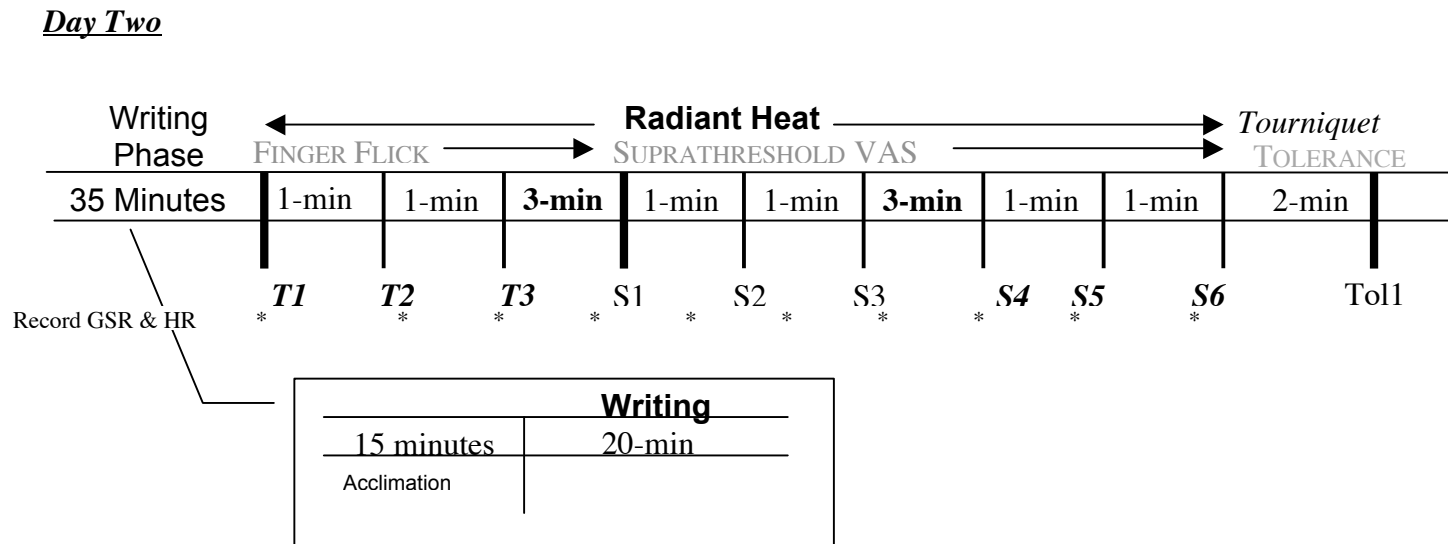 Day Two
Writing Phase
Radiant Heat
Tourniquet
FINGER FLICK
SUPRATHRESHOLD VAS
TOLERANCE
35 Minutes 1-min 1-min 3-min 1-min 1-min 3-min 1-min 1-min 2-min
T1 T2 T3 S1 S2 S3 S4 S5 S6 Tol1
Record GSR & HR * * * * * * * * * *
Writing
15 minutes 20-min
Acclimation